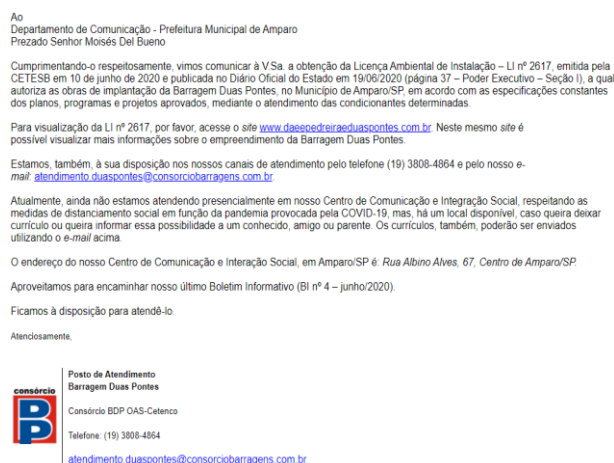 Ao
Departamento de Comunicação - Prefeitura Municipal de Amparo
Prezado Senhor Moisés Del Bueno
Cumprimentando-o respeitosamente, vimos comunicar à V.Sa. a obtenção da Licença Ambiental de Instalação – LI nº 2617, emitida pela
CETESB em 10 de junho de 2020 e publicada no Diário Oficial do Estado em 19/06/2020 (página 37 – Poder Executivo – Seção I), a qual
autoriza as obras de implantação da Barragem Duas Pontes, no Município de Amparo/SP, em acordo com as especificações constantes
dos planos, programas e projetos aprovados, mediante o atendimento das condicionantes determinadas.
Para visualização da LI nº 2617, por favor, acesse o site www.daeepedreiraeduaspontes.com.br. Neste mesmo site é
possível visualizar mais informações sobre o empreendimento da Barragem Duas Pontes.
Estamos, também, à sua disposição nos nossos canais de atendimento pelo telefone (19) 3808-4864 e pelo nosso e-
mail: atendimento.duaspontes@consorciobarragens.com.br.
Atualmente, ainda não estamos atendendo presencialmente em nosso Centro de Comunicação e Integração Social, respeitando as
medidas de distanciamento social em função da pandemia provocada pela COVID-19, mas, há um local disponível, caso queira deixar
currículo ou queira informar essa possibilidade a um conhecido, amigo ou parente. Os currículos, também, poderão ser enviados
utilizando o e-mail acima.
O endereço do nosso Centro de Comunicação e Interação Social, em Amparo/SP é: Rua Albino Alves, 67, Centro de Amparo/SP.
Aproveitamos para encaminhar nosso último Boletim Informativo (BI nº 4 – junho/2020).
Ficamos à disposição para atendê-lo.
Atenciosamente,
consórcio
BP
Posto de Atendimento
Barragem Duas Pontes
Consórcio BDP OAS-Cetenco
Telefone: (19) 3808-4864
atendimento.duaspontes@consorciobarragens.com.br